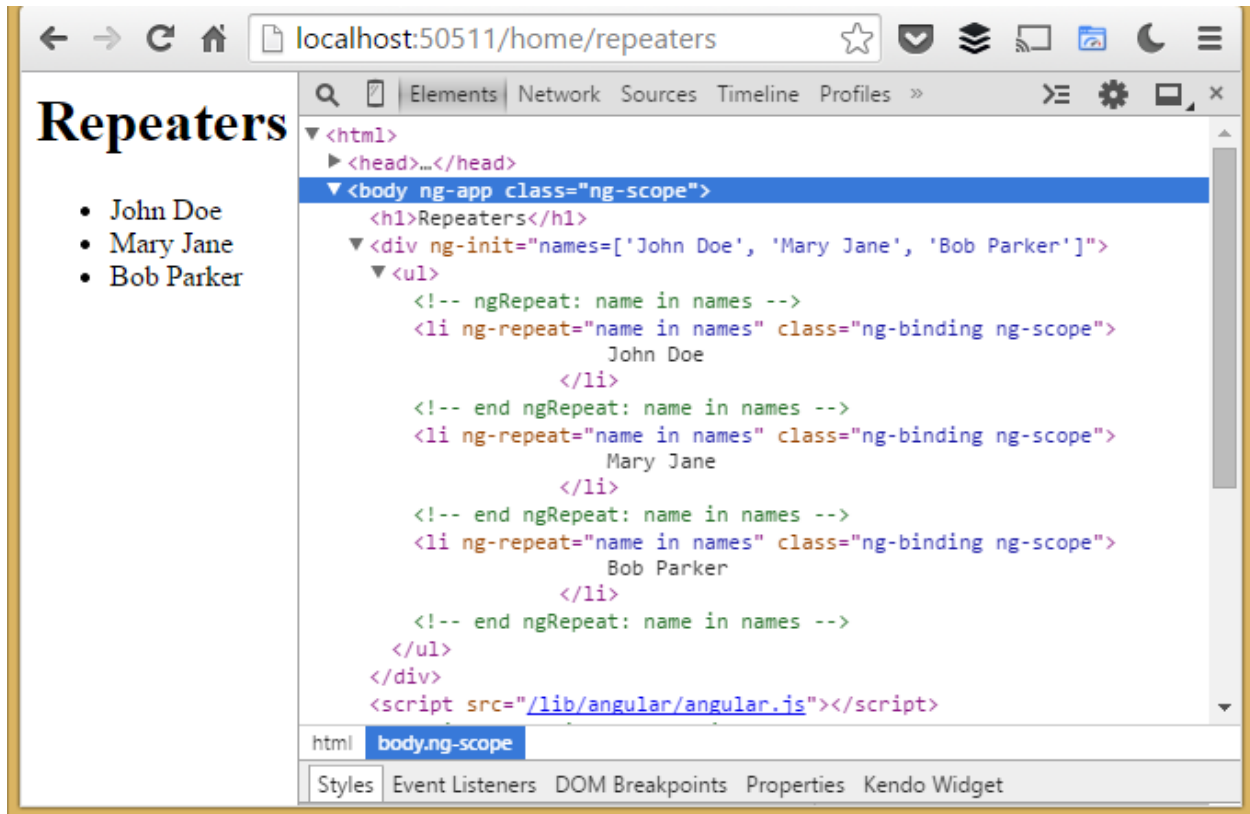 localhost:50511/home/repeaters
Repeaters
• John Doe
• Mary Jane
• Bob Parker
Elements Network Sources Timeline Profiles »
<html>
<head>…</head>
<body ng-app class="ng-scope">
<h1>Repeaters</h1>
<div ng-init="names=['John Doe', 'Mary Jane', 'Bob Parker']">
<ul>
<!-- ngRepeat: name in names -->
<li ng-repeat="name in names" class="ng-binding ng-scope">
John Doe
</li>
<!-- end ngRepeat: name in names -->
<li ng-repeat="name in names" class="ng-binding ng-scope">
Mary Jane
</li>
<!-- end ngRepeat: name in names -->
<li ng-repeat="name in names" class="ng-binding ng-scope">
Bob Parker
</li>
<!-- end ngRepeat: name in names -->
</ul>
</div>
<script src="/lib/angular/angular.js"></script>
html body.ng-scope
Styles Event Listeners DOM Breakpoints Properties Kendo Widget